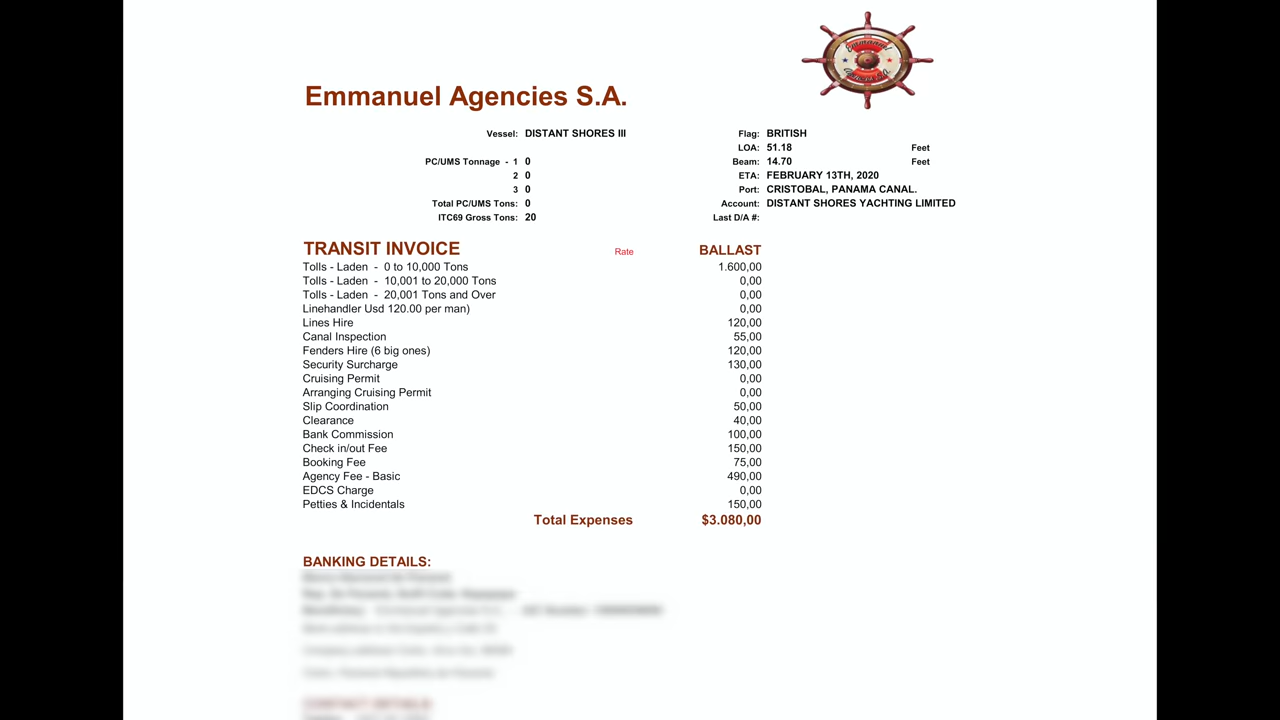 Emmanuel
Emmanuel Agencies S.A.
Vessel: DISTANT SHORES III
Flag: BRITISH
LOA: 51.18 Feet
PC/UMS Tonnage - 1 0
Beam: 14.70 Feet
2 0
ETA: FEBRUARY 13TH, 2020
3 0
Port: CRISTOBAL, PANAMA CANAL.
Total PC/UMS Tons: 0
Account: DISTANT SHORES YACHTING LIMITED
ITC69 Gross Tons: 20
Last D/A #:
TRANSIT INVOICE Rate BALLAST
Tolls - Laden - 0 to 10,000 Tons 1.600,00
Tolls - Laden - 10,001 to 20,000 Tons 0,00
Tolls - Laden - 20,001 Tons and Over 0,00
Linehandler Usd 120.00 per man) 0,00
Lines Hire 120,00
Canal Inspection 55,00
Fenders Hire (6 big ones) 120,00
Security Surcharge 130,00
Cruising Permit 0,00
Arranging Cruising Permit 0,00
Slip Coordination 50,00
Clearance 40,00
Bank Commission 100,00
Check in/out Fee 150,00
Booking Fee 75,00
Agency Fee - Basic 490,00
EDCS Charge 0,00
Petties & Incidentals 150,00
Total Expenses $3.080,00
BANKING DETAILS: